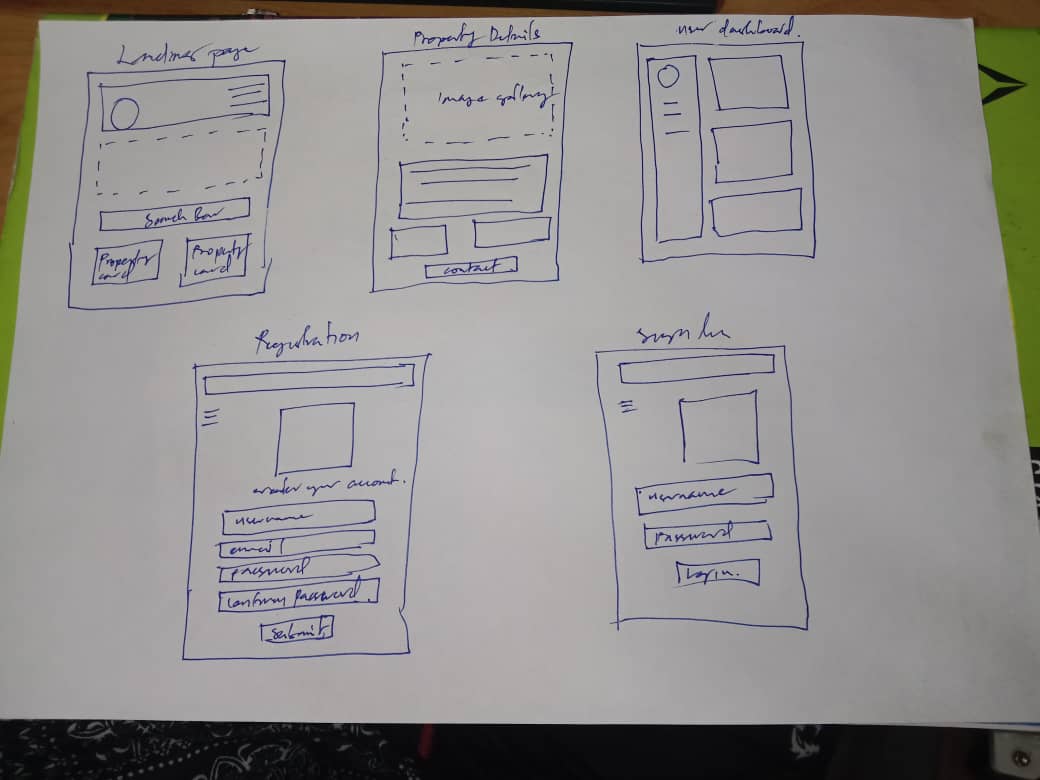 Landing page
Search Bar
Property
card
Property
card
Property Details
Image gallery
contact
user dashboard.
Registration
create your account.
username
email
password
Confirm password.
Submit
Sign In
username
password
Login.